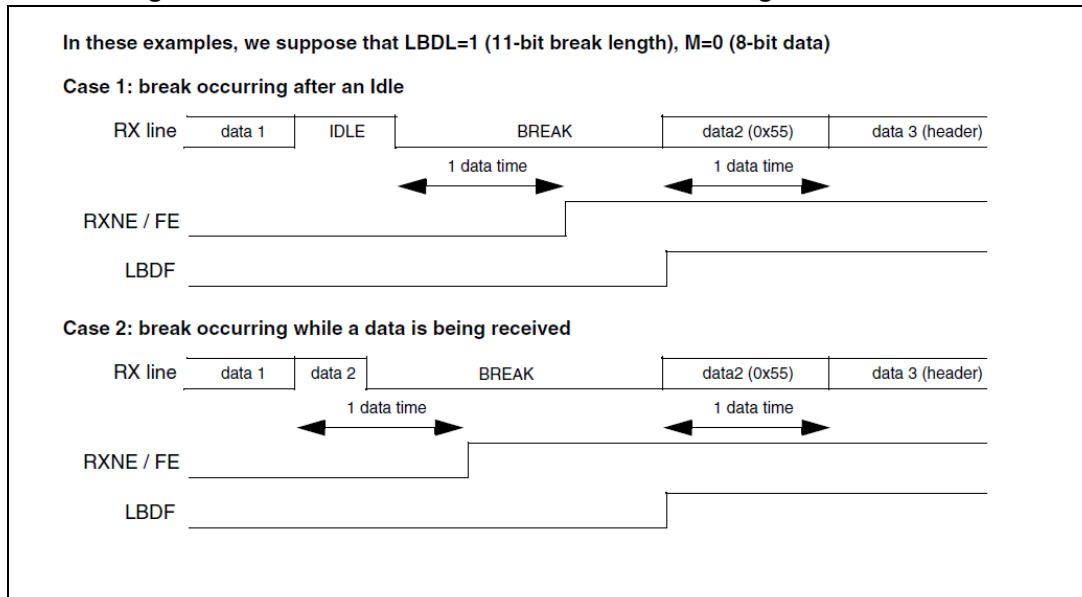 In these examples, we suppose that LBDL=1 (11-bit break length), M=0 (8-bit data)
Case 1: break occurring after an Idle
RX line data 1 IDLE BREAK data2 (0x55) data 3 (header)
1 data time 1 data time
RXNE / FE
LBDF
Case 2: break occurring while a data is being received
RX line data 1 data 2 BREAK data2 (0x55) data 3 (header)
1 data time 1 data time
RXNE / FE
LBDF